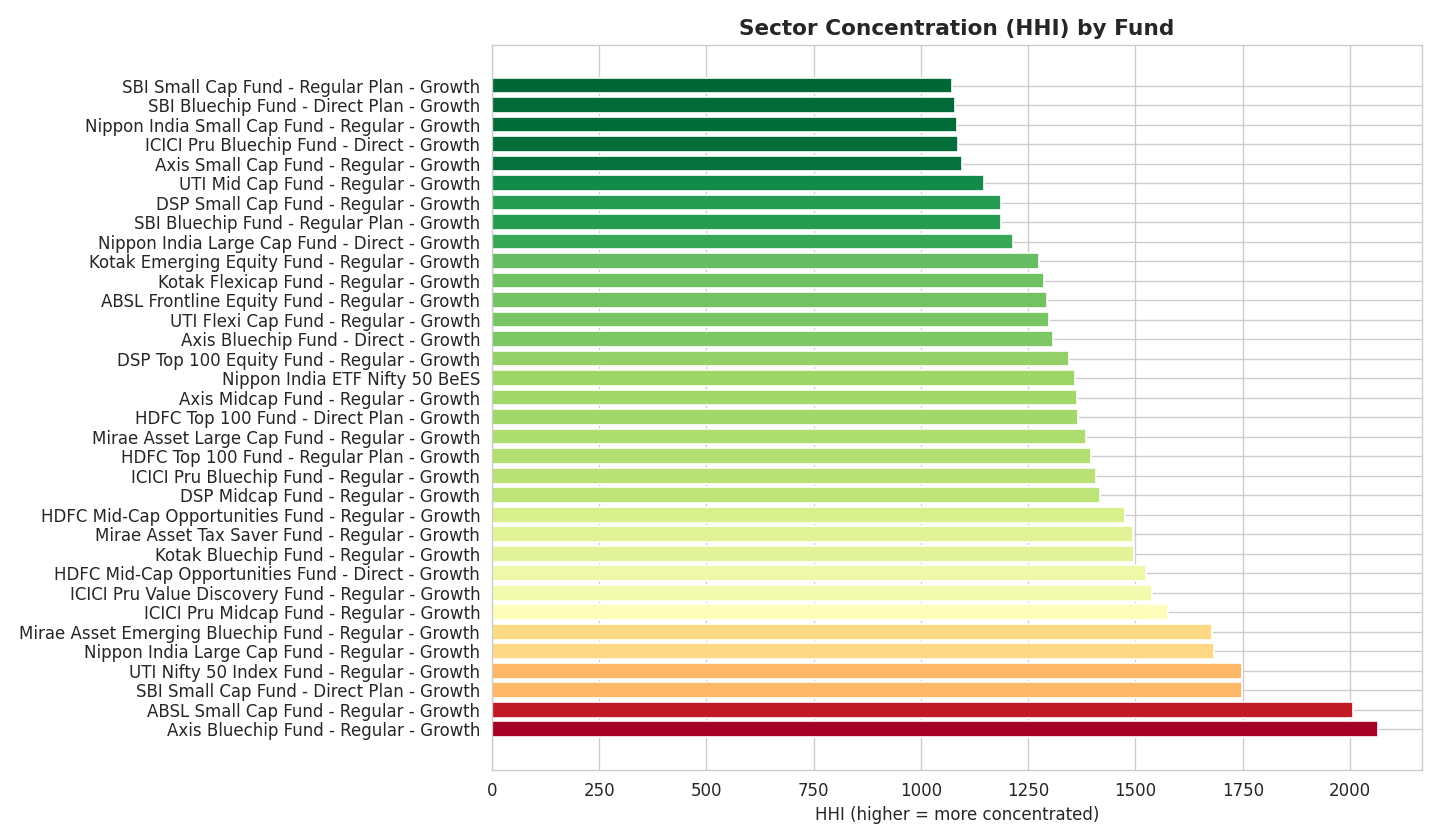 Sector Concentration (HHI) by Fund
SBI Small Cap Fund - Regular Plan - Growth
SBI Bluechip Fund - Direct Plan - Growth
Nippon India Small Cap Fund - Regular - Growth
ICICI Pru Bluechip Fund - Direct - Growth
Axis Small Cap Fund - Regular - Growth
UTI Mid Cap Fund - Regular - Growth
DSP Small Cap Fund - Regular - Growth
SBI Bluechip Fund - Regular Plan - Growth
Nippon India Large Cap Fund - Direct - Growth
Kotak Emerging Equity Fund - Regular - Growth
Kotak Flexicap Fund - Regular - Growth
ABSL Frontline Equity Fund - Regular - Growth
UTI Flexi Cap Fund - Regular - Growth
Axis Bluechip Fund - Direct - Growth
DSP Top 100 Equity Fund - Regular - Growth
Nippon India ETF Nifty 50 BeES
Axis Midcap Fund - Regular - Growth
HDFC Top 100 Fund - Direct Plan - Growth
Mirae Asset Large Cap Fund - Regular - Growth
HDFC Top 100 Fund - Regular Plan - Growth
ICICI Pru Bluechip Fund - Regular - Growth
DSP Midcap Fund - Regular - Growth
HDFC Mid-Cap Opportunities Fund - Regular - Growth
Mirae Asset Tax Saver Fund - Regular - Growth
Kotak Bluechip Fund - Regular - Growth
HDFC Mid-Cap Opportunities Fund - Direct - Growth
ICICI Pru Value Discovery Fund - Regular - Growth
ICICI Pru Midcap Fund - Regular - Growth
Mirae Asset Emerging Bluechip Fund - Regular - Growth
Nippon India Large Cap Fund - Regular - Growth
UTI Nifty 50 Index Fund - Regular - Growth
SBI Small Cap Fund - Direct Plan - Growth
ABSL Small Cap Fund - Regular - Growth
Axis Bluechip Fund - Regular - Growth
0 250 500 750 1000 1250 1500 1750 2000
HHI (higher = more concentrated)